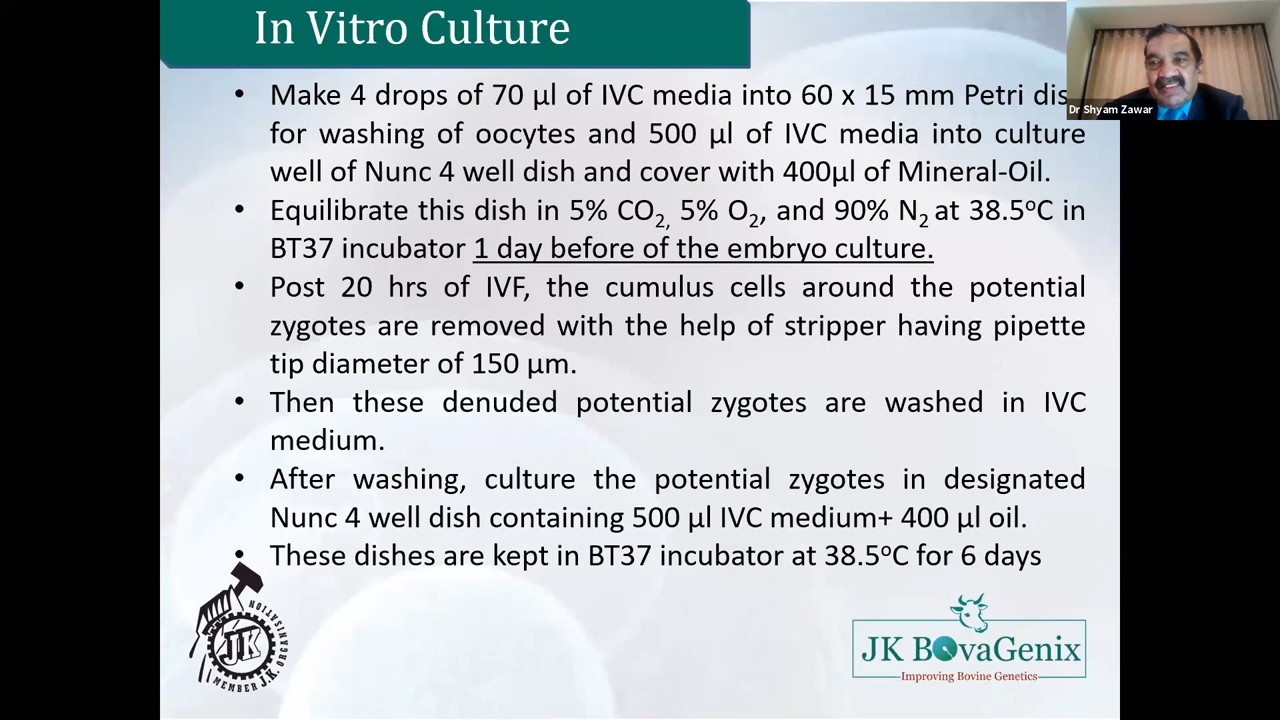 In Vitro Culture
Dr Shyam Zawar
• Make 4 drops of 70 µl of IVC media into 60 x 15 mm Petri
for washing of oocytes and 500 µl of IVC media into culture
well of Nunc 4 well dish and cover with 400µl of Mineral-Oil.
• Equilibrate this dish in 5% CO₂, 5% O₂, and 90% N₂ at 38.5°C in
BT37 incubator 1 day before of the embryo culture.
• Post 20 hrs of IVF, the cumulus cells around the potential
zygotes are removed with the help of stripper having pipette
tip diameter of 150 µm.
• Then these denuded potential zygotes are washed in IVC
medium.
• After washing, culture the potential zygotes in designated
Nunc 4 well dish containing 500 µl IVC medium+ 400 µl oil.
• These dishes are kept in BT37 incubator at 38.5°C for 6 days
JK
MEMBER J.K. ORGANISATION
JK BovaGenix
Improving Bovine Genetics